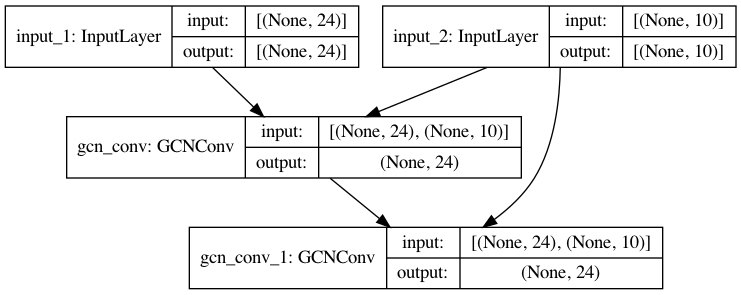 input_1: InputLayer
input: [(None, 24)]
output: [(None, 24)]
input_2: InputLayer
input: [(None, 10)]
output: [(None, 10)]
gcn_conv: GCNConv
input: [(None, 24), (None, 10)]
output: (None, 24)
gcn_conv_1: GCNConv
input: [(None, 24), (None, 10)]
output: (None, 24)